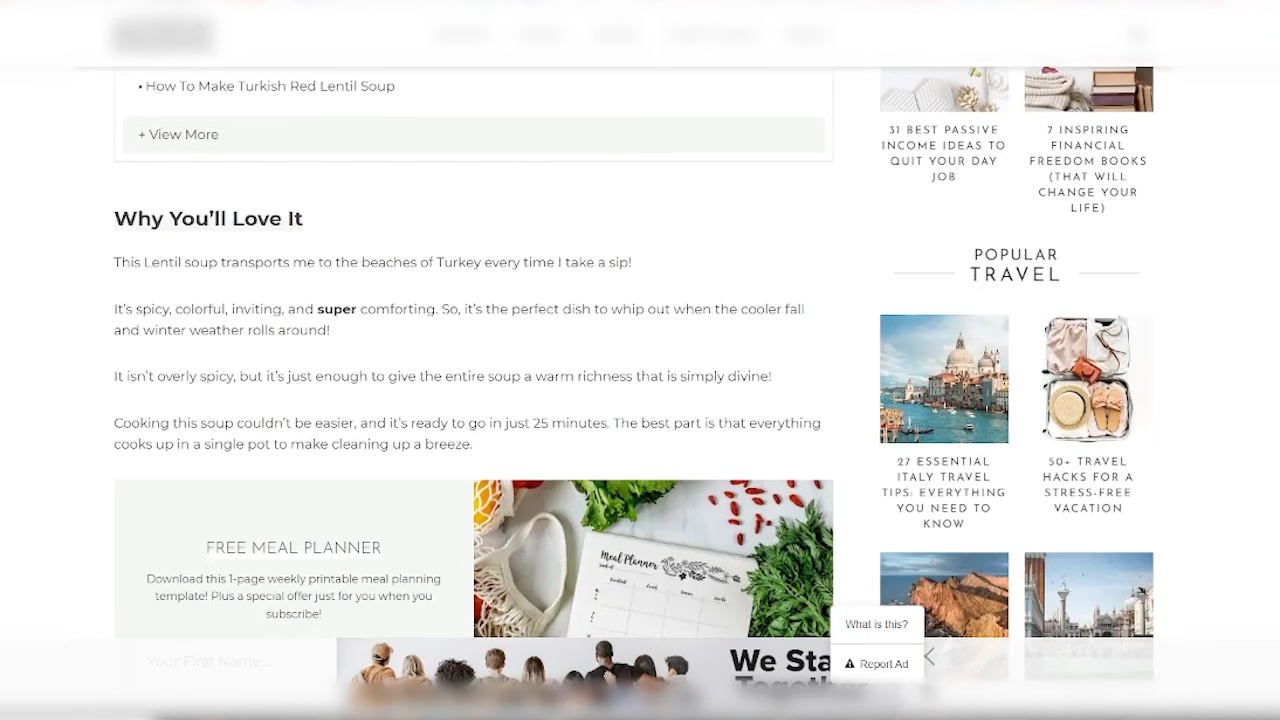 • How To Make Turkish Red Lentil Soup
+ View More
Why You'll Love It
This Lentil soup transports me to the beaches of Turkey every time I take a sip!
It's spicy, colorful, inviting, and super comforting. So, it's the perfect dish to whip out when the cooler fall
and winter weather rolls around!
It isn't overly spicy, but it's just enough to give the entire soup a warm richness that is simply divine!
Cooking this soup couldn't be easier, and it's ready to go in just 25 minutes. The best part is that everything
cooks up in a single pot to make cleaning up a breeze.
FREE MEAL PLANNER
Download this 1-page weekly printable meal planning
template! Plus a special offer just for you when you
subscribe!
Your First Name...
Meal Planner
31 BEST PASSIVE
INCOME IDEAS TO
QUIT YOUR DAY
JOB
7 INSPIRING
FINANCIAL
FREEDOM BOOKS
(THAT WILL
CHANGE YOUR
LIFE)
POPULAR
TRAVEL
27 ESSENTIAL
ITALY TRAVEL
TIPS: EVERYTHING
YOU NEED TO
KNOW
50+ TRAVEL
HACKS FOR A
STRESS-FREE
VACATION
We Sta
Together
What is this?
Report Ad